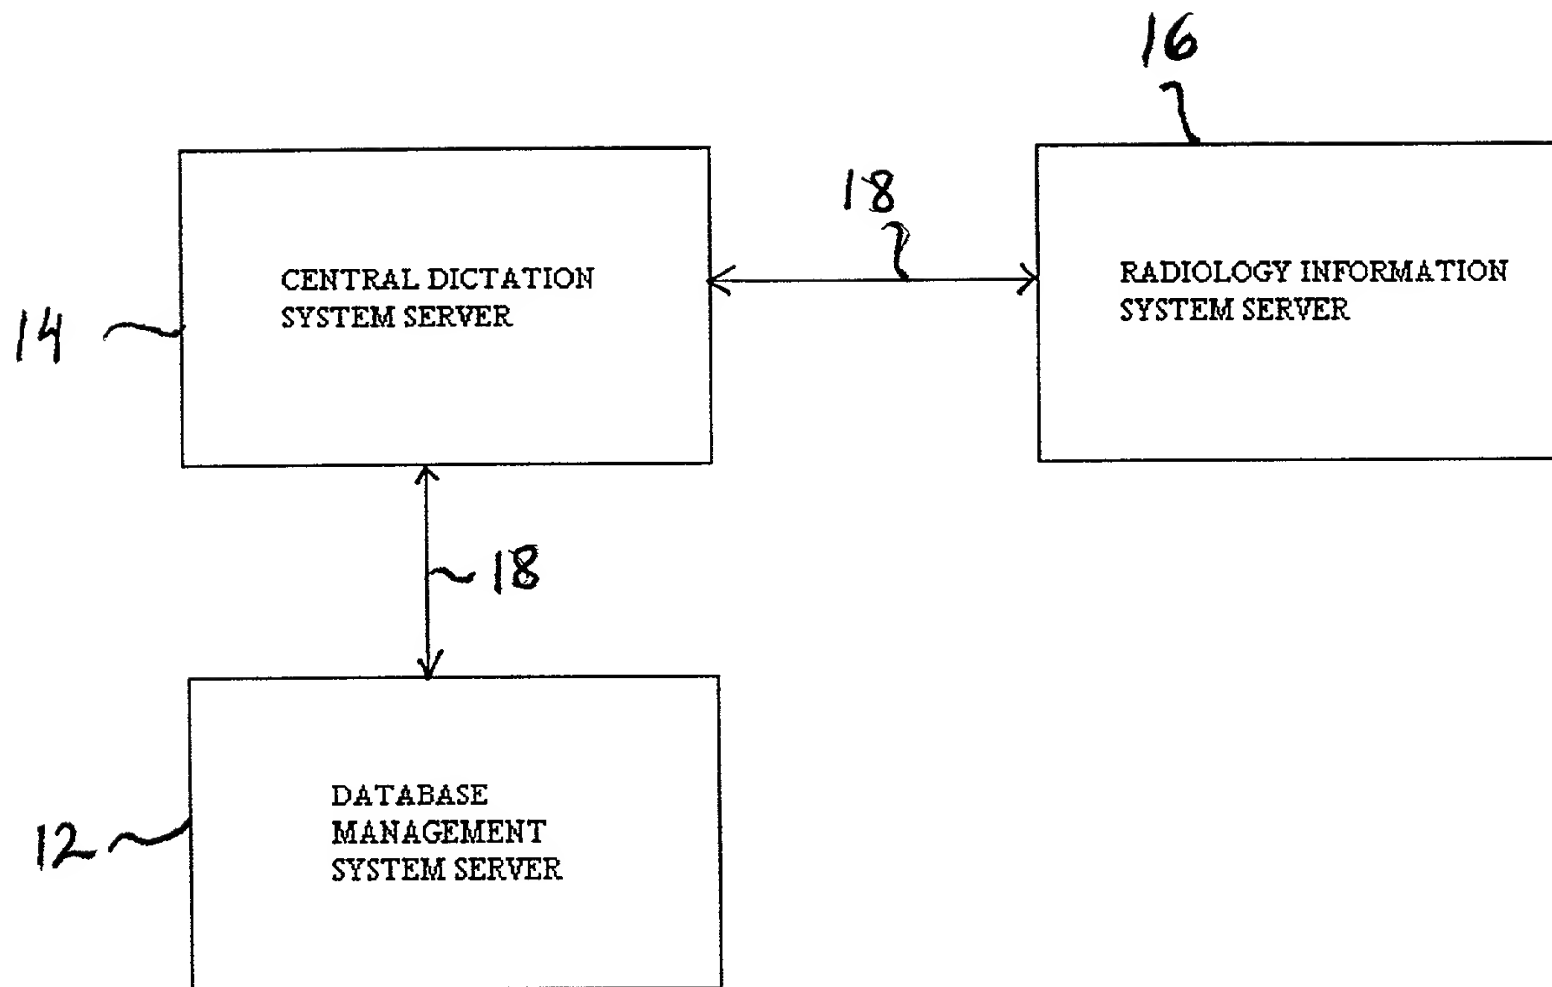 16
18
CENTRAL DICTATION
SYSTEM SERVER
RADIOLOGY INFORMATION
SYSTEM SERVER
14
18
DATABASE
MANAGEMENT
SYSTEM SERVER
12